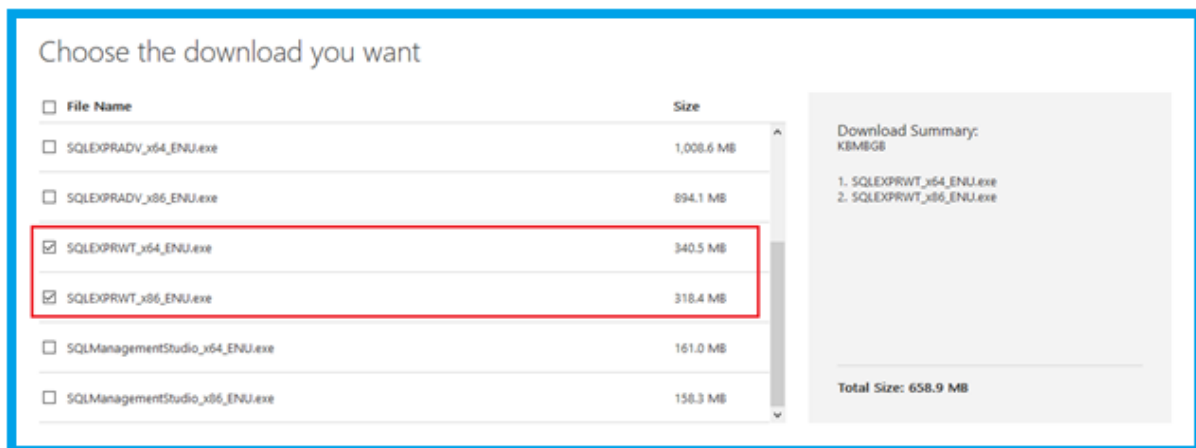 Choose the download you want
File Name Size
SQLEXPRADV_x64_ENU.exe 1,008.6 MB
SQLEXPRADV_x86_ENU.exe 894.1 MB
SQLEXPRWT_x64_ENU.exe 340.5 MB
SQLEXPRWT_x86_ENU.exe 318.4 MB
SQLManagementStudio_x64_ENU.exe 161.0 MB
SQLManagementStudio_x86_ENU.exe 158.3 MB
Download Summary:
KBMBGB
1. SQLEXPRWT_x64_ENU.exe
2. SQLEXPRWT_x86_ENU.exe
Total Size: 658.9 MB